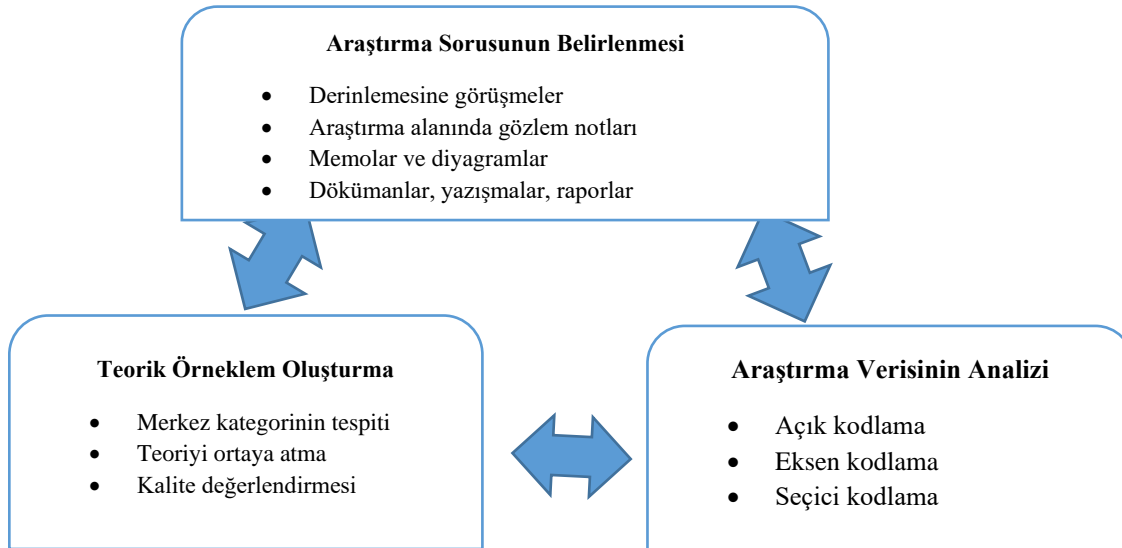 Araştırma Sorusunun Belirlenmesi
• Derinlemesine görüşmeler
• Araştırma alanında gözlem notları
• Memolar ve diyagramlar
• Dökümanlar, yazışmalar, raporlar
Teorik Örneklem Oluşturma
• Merkez kategorinin tespiti
• Teoriyi ortaya atma
• Kalite değerlendirmesi
Araştırma Verisinin Analizi
• Açık kodlama
• Eksen kodlama
• Seçici kodlama